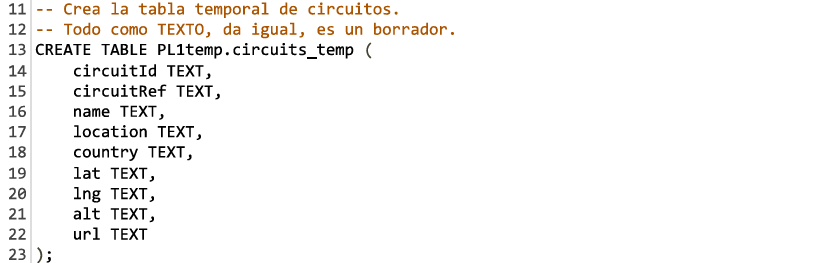 11 -- Crea la tabla temporal de circuitos.
12 -- Todo como TEXTO, da igual, es un borrador.
13 CREATE TABLE PL1temp.circuits_temp (
14     circuitId TEXT,
15     circuitRef TEXT,
16     name TEXT,
17     location TEXT,
18     country TEXT,
19     lat TEXT,
20     lng TEXT,
21     alt TEXT,
22     url TEXT
23 );